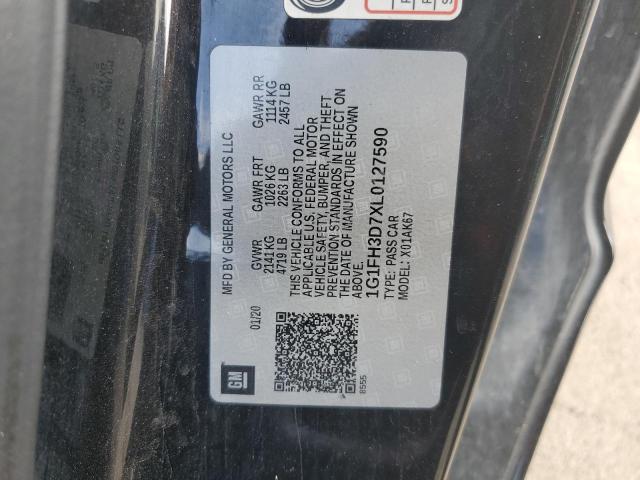 MFD BY GENERAL MOTORS LLC
01/20
GVWR GAWR FRT GAWR RR
2141 KG 1026 KG 1114 KG
4719 LB 2263 LB 2457 LB
THIS VEHICLE CONFORMS TO ALL
APPLICABLE U.S. FEDERAL MOTOR
VEHICLE SAFETY, BUMPER, AND THEFT
PREVENTION STANDARDS IN EFFECT ON
THE DATE OF MANUFACTURE SHOWN
ABOVE.
1G1FH3D7XL0127590
TYPE: PASS CAR
MODEL: X01AK67
GM
8555